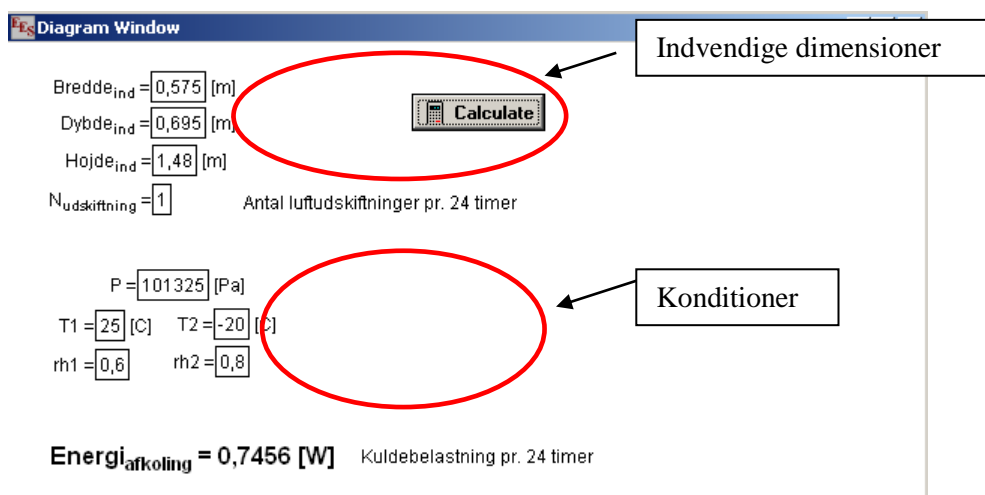 EES Diagram Window
Indvendige dimensioner
Bredde_ind = 0,575 [m]
Calculate
Dybde_ind = 0,695 [m]
Hojde_ind = 1,48 [m]
N_udskiftning = 1 Antal luftudskiftninger pr. 24 timer
P = 101325 [Pa]
Konditioner
T1 = 25 [C] T2 = -20 [C]
rh1 = 0,6 rh2 = 0,8
Energi_afkoling = 0,7456 [W] Kuldebelastning pr. 24 timer